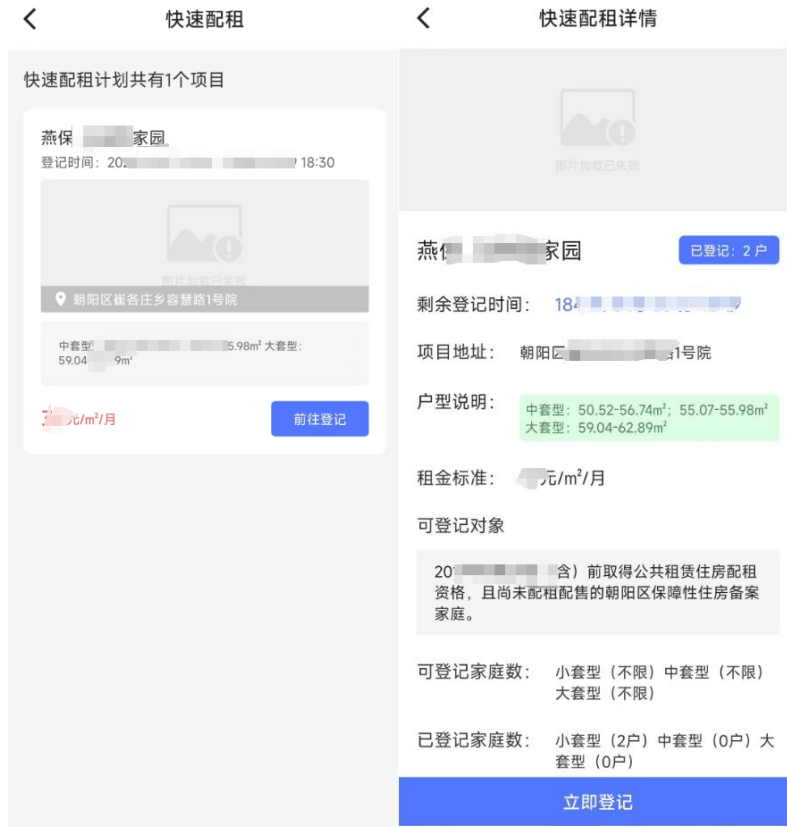 快速配租
快速配租计划共有1个项目
燕保 家园
登记时间：20 18:30
图片加载已失败
朝阳区崔各庄乡容慧路1号院
中套型 5.98m² 大套型：
59.04 9m²
元/m²/月
前往登记
快速配租详情
图片加载已失败
燕 家园
已登记：2 户
剩余登记时间： 184
项目地址： 朝阳区 1号院
户型说明： 中套型：50.52-56.74m²；55.07-55.98m²
大套型：59.04-62.89m²
租金标准： 元/m²/月
可登记对象
20 含）前取得公共租赁住房配租
资格，且尚未配租配售的朝阳区保障性住房备案
家庭。
可登记家庭数： 小套型（不限）中套型（不限）
大套型（不限）
已登记家庭数： 小套型（2户）中套型（0户）大
套型（0户）
立即登记